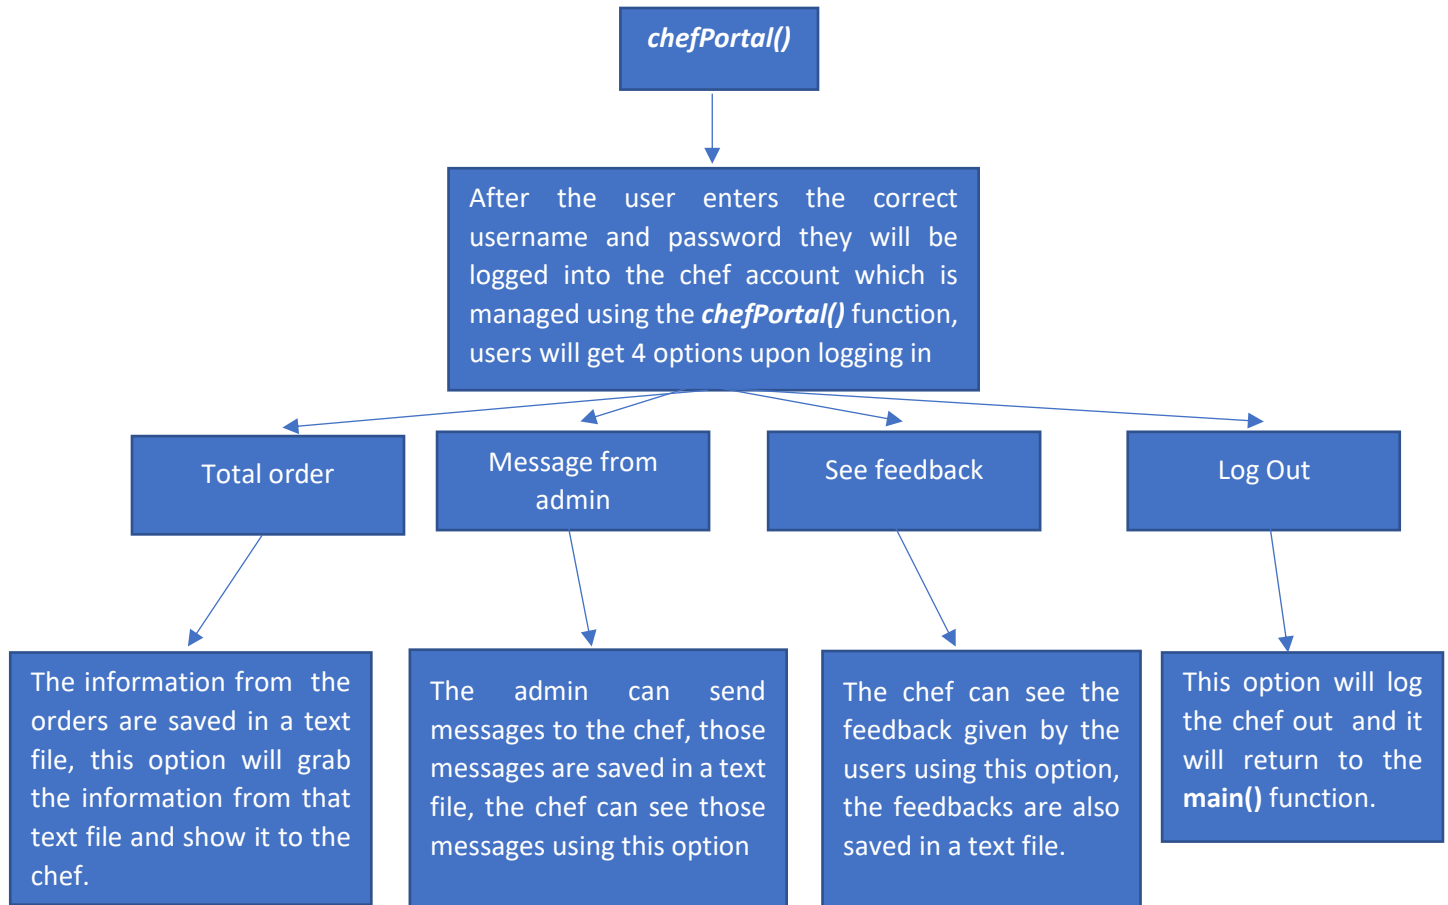 chefPortal()
After the user enters the correct
username and password they will be
logged into the chef account which is
managed using the chefPortal() function,
users will get 4 options upon logging in
Total order
Message from
admin
See feedback
Log Out
The information from the
orders are saved in a text
file, this option will grab
the information from that
text file and show it to the
chef.
The admin can send
messages to the chef, those
messages are saved in a text
file, the chef can see those
messages using this option
The chef can see the
feedback given by the
users using this option,
the feedbacks are also
saved in a text file.
This option will log
the chef out and it
will return to the
main() function.